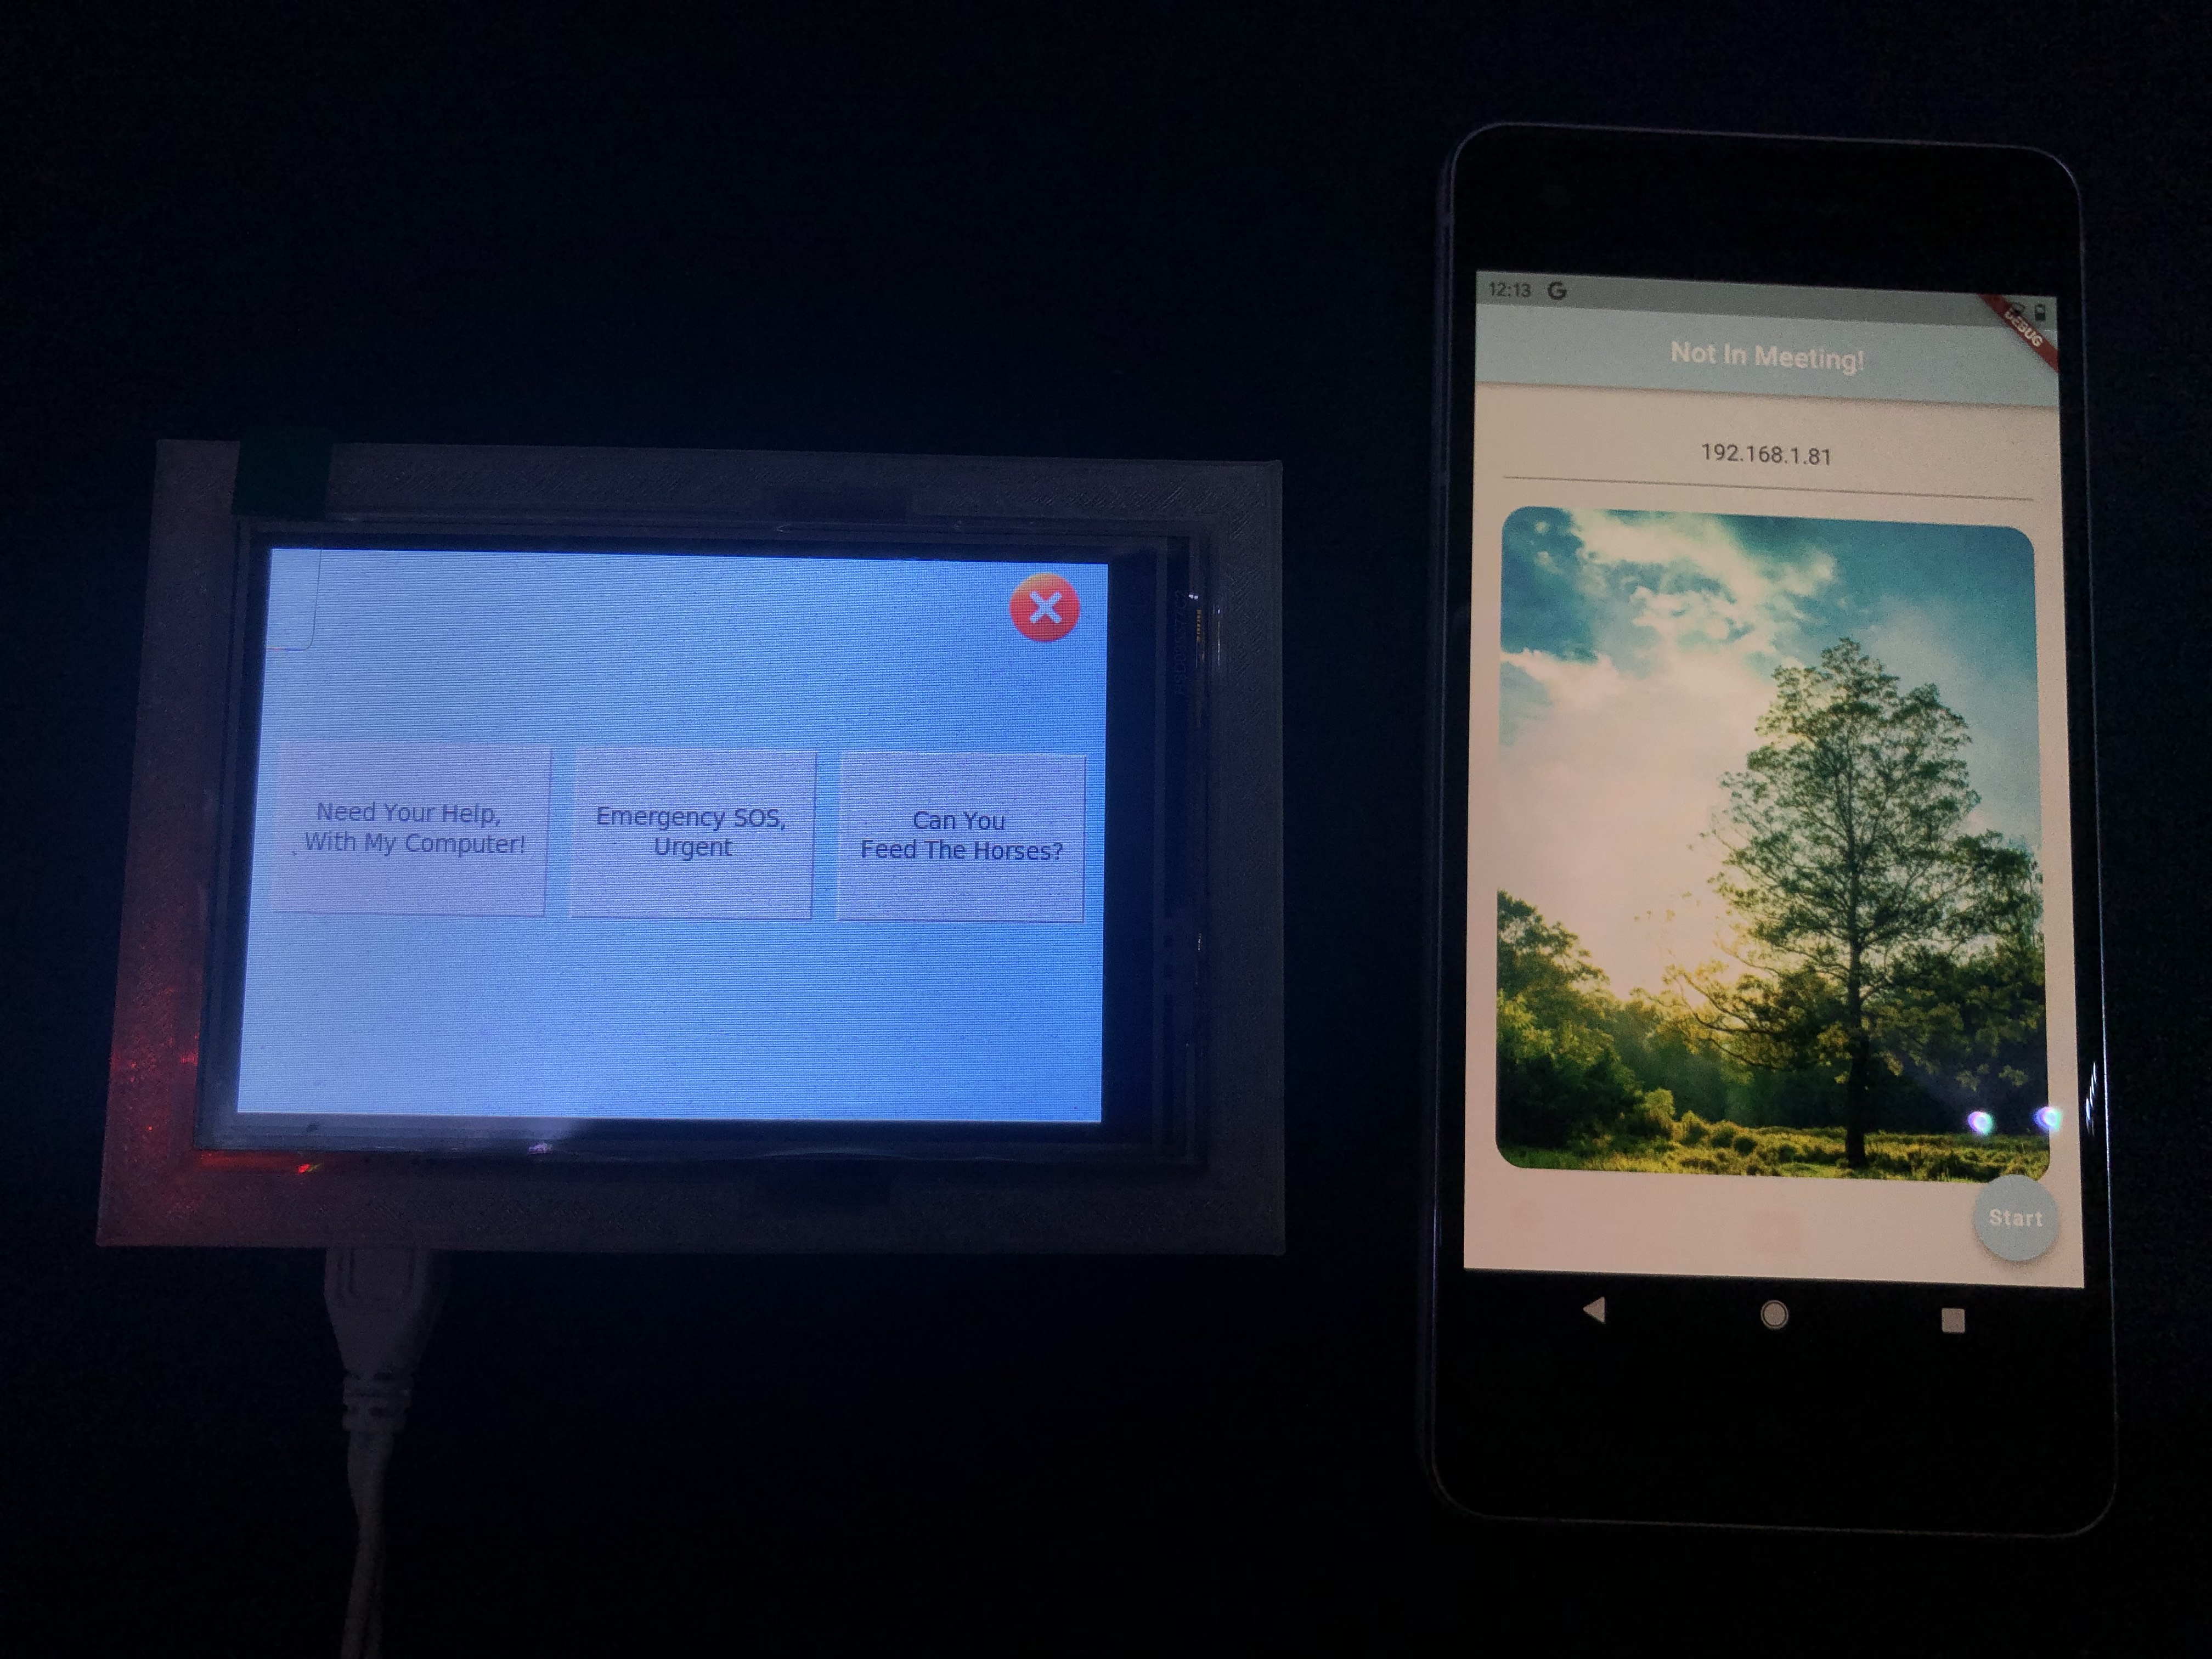 Need Your Help,
With My Computer!
Emergency SOS,
Urgent
Can You
Feed The Horses?
12:13 G
DEBUG
Not In Meeting!
192.168.1.81
Start